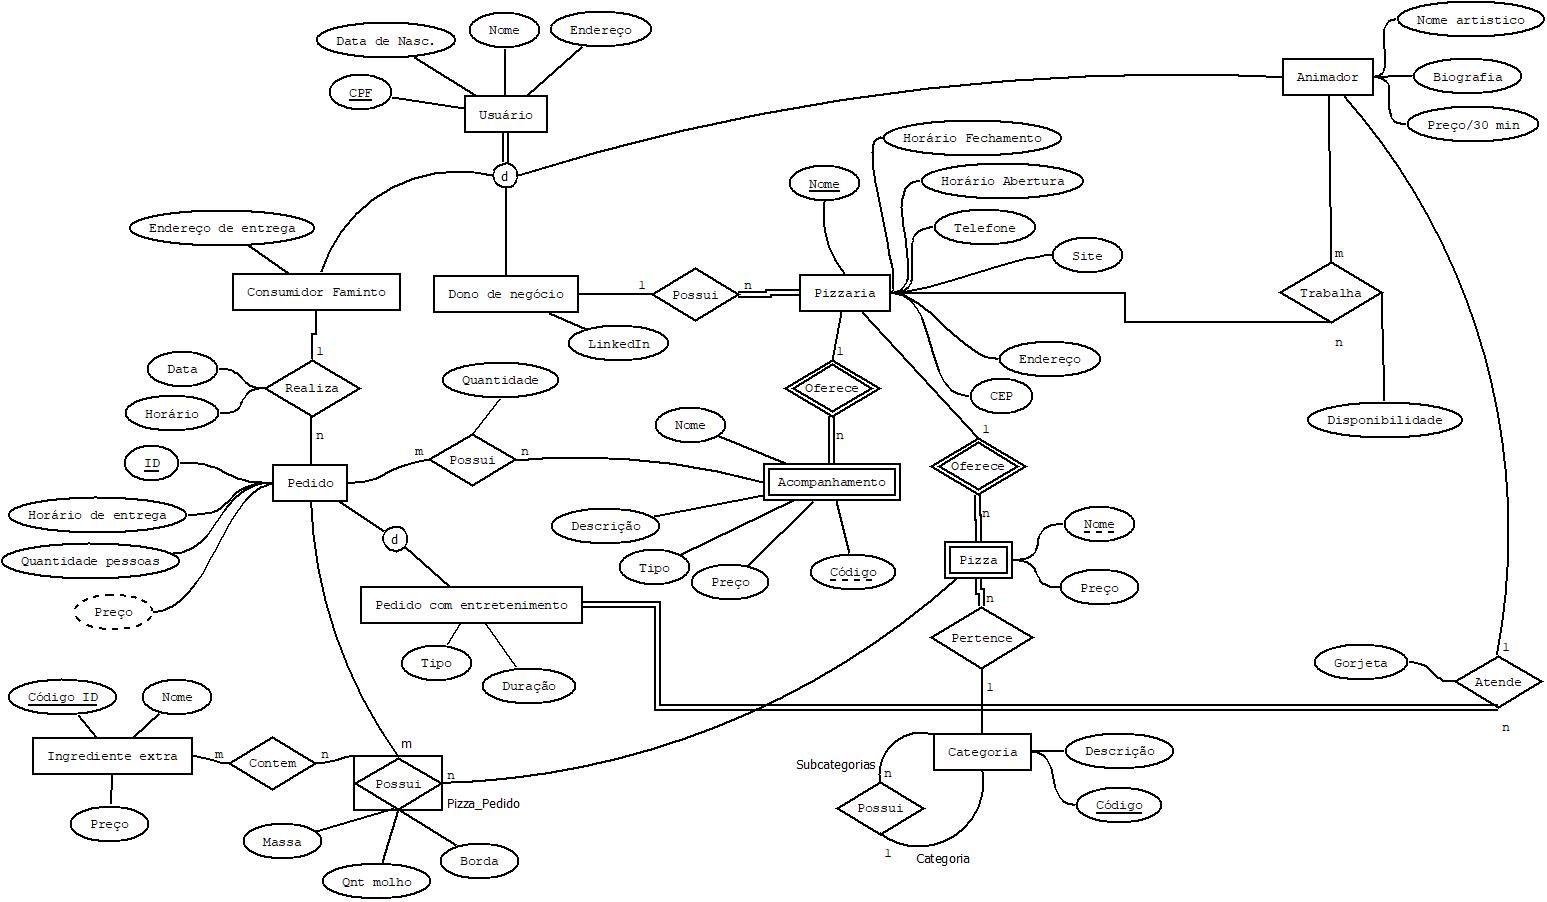 Nome artistico
Nome
Endereço
Data de Nasc.
Animador
Biografia
CPF
Usuário
Preço/30 min
Horário Fechamento
d
Nome
Horário Abertura
Endereço de entrega
Telefone
Site
m
Consumidor Faminto
Dono de negócio
1
Possui
n
Pizzaria
Trabalha
LinkedIn
n
1
1
Endereço
Data
Realiza
Quantidade
Oferece
CEP
Horário
Disponibilidade
n
Nome
n
1
ID
m
Possui
n
Oferece
Pedido
Acompanhamento
Horário de entrega
n
Descrição
Nome
d
Quantidade pessoas
Tipo
Preço
Código
Pizza
Preço
Preço
Pedido com entretenimento
n
Pertence
1
Tipo
Gorjeta
Atende
Duração
1
Código ID
Nome
n
m
Ingrediente extra
m
Contem
n
Categoria
Descrição
Subcategorias
n
Possui
n
Pizza_Pedido
Possui
Código
Preço
Massa
Borda
1
Categoria
Qnt molho